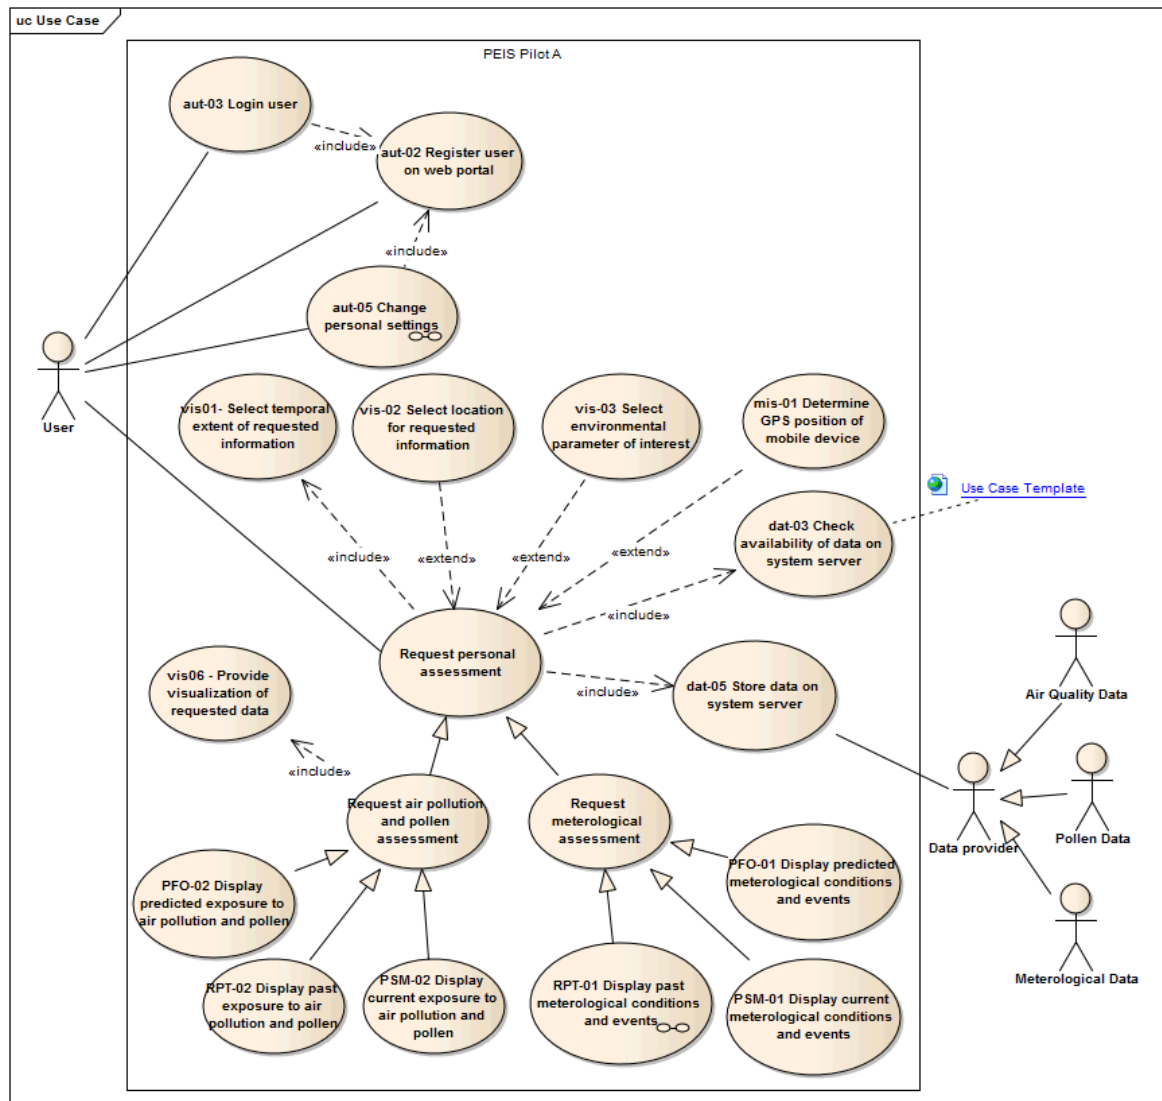 uc Use Case
PEIS Pilot A
aut-03 Login user
«include»
aut-02 Register user
on web portal
«include»
aut-05 Change
personal settings
User
vis01- Select temporal
extent of requested
information
vis-02 Select location
for requested
information
vis-03 Select
environmental
parameter of interest
mis-01 Determine
GPS position of
mobile device
Use Case Template
dat-03 Check
availability of data on
system server
«include»
«extend»
«extend»
«extend»
«include»
Request personal
assessment
«include»
dat-05 Store data on
system server
vis06 - Provide
visualization of
requested data
«include»
Air Quality Data
Request air pollution
and pollen
assessment
Request
meterological
assessment
Data provider
Pollen Data
PFO-02 Display
predicted exposure to
air pollution and pollen
PFO-01 Display predicted
meterological conditions
and events
RPT-02 Display past
exposure to air
pollution and pollen
PSM-02 Display
current exposure to
air pollution and
pollen
RPT-01 Display past
meterological conditions
and events
PSM-01 Display current
meterological conditions
and events
Meterological Data